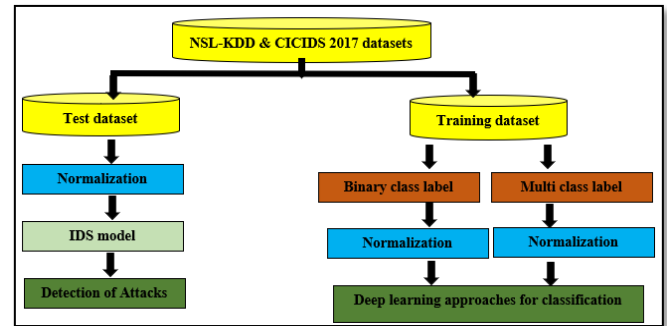 NSL-KDD & CICIDS 2017 datasets
Test dataset
Training dataset
Normalization
Binary class label
Multi class label
IDS model
Normalization
Normalization
Detection of Attacks
Deep learning approaches for classification